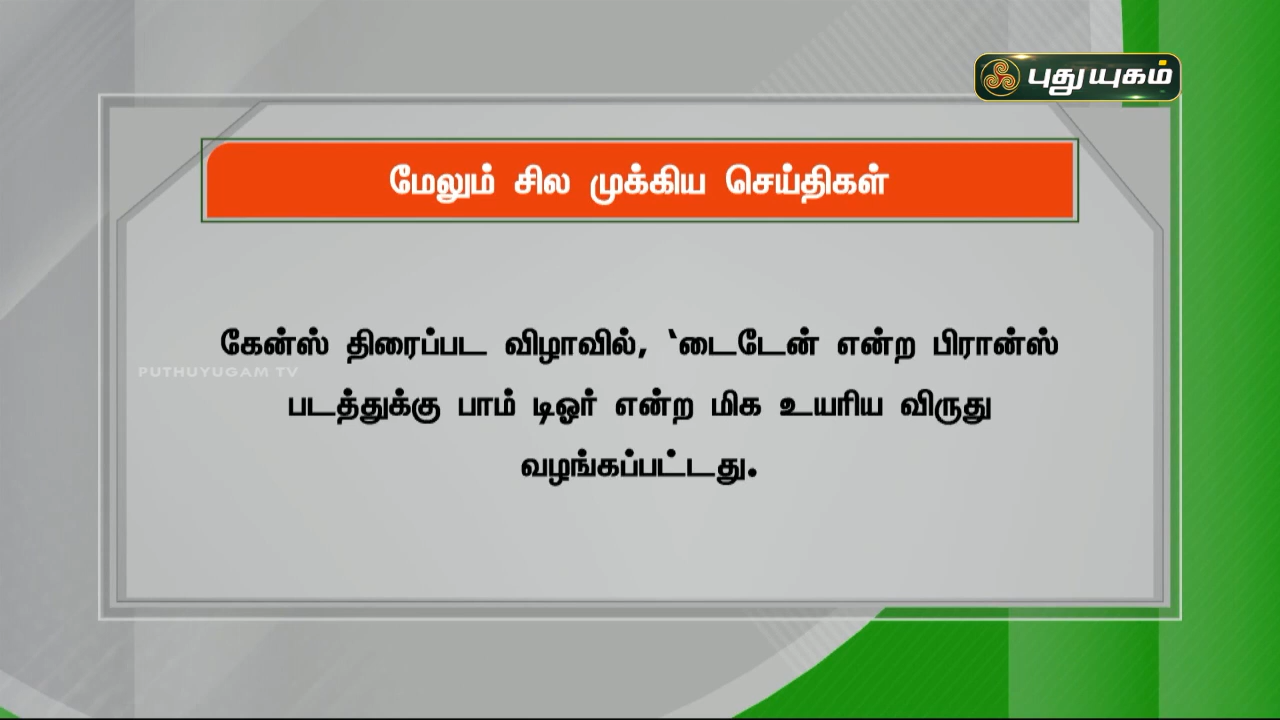 புதுயுகம்
மேலும் சில முக்கிய செய்திகள்
கேன்ஸ் திரைப்பட விழாவில், ‘டைடேன் என்ற பிரான்ஸ்
PUTHUYUGAM TV
படத்துக்கு பாம் டிஓர் என்ற மிக உயரிய விருது
வழங்கப்பட்டது.